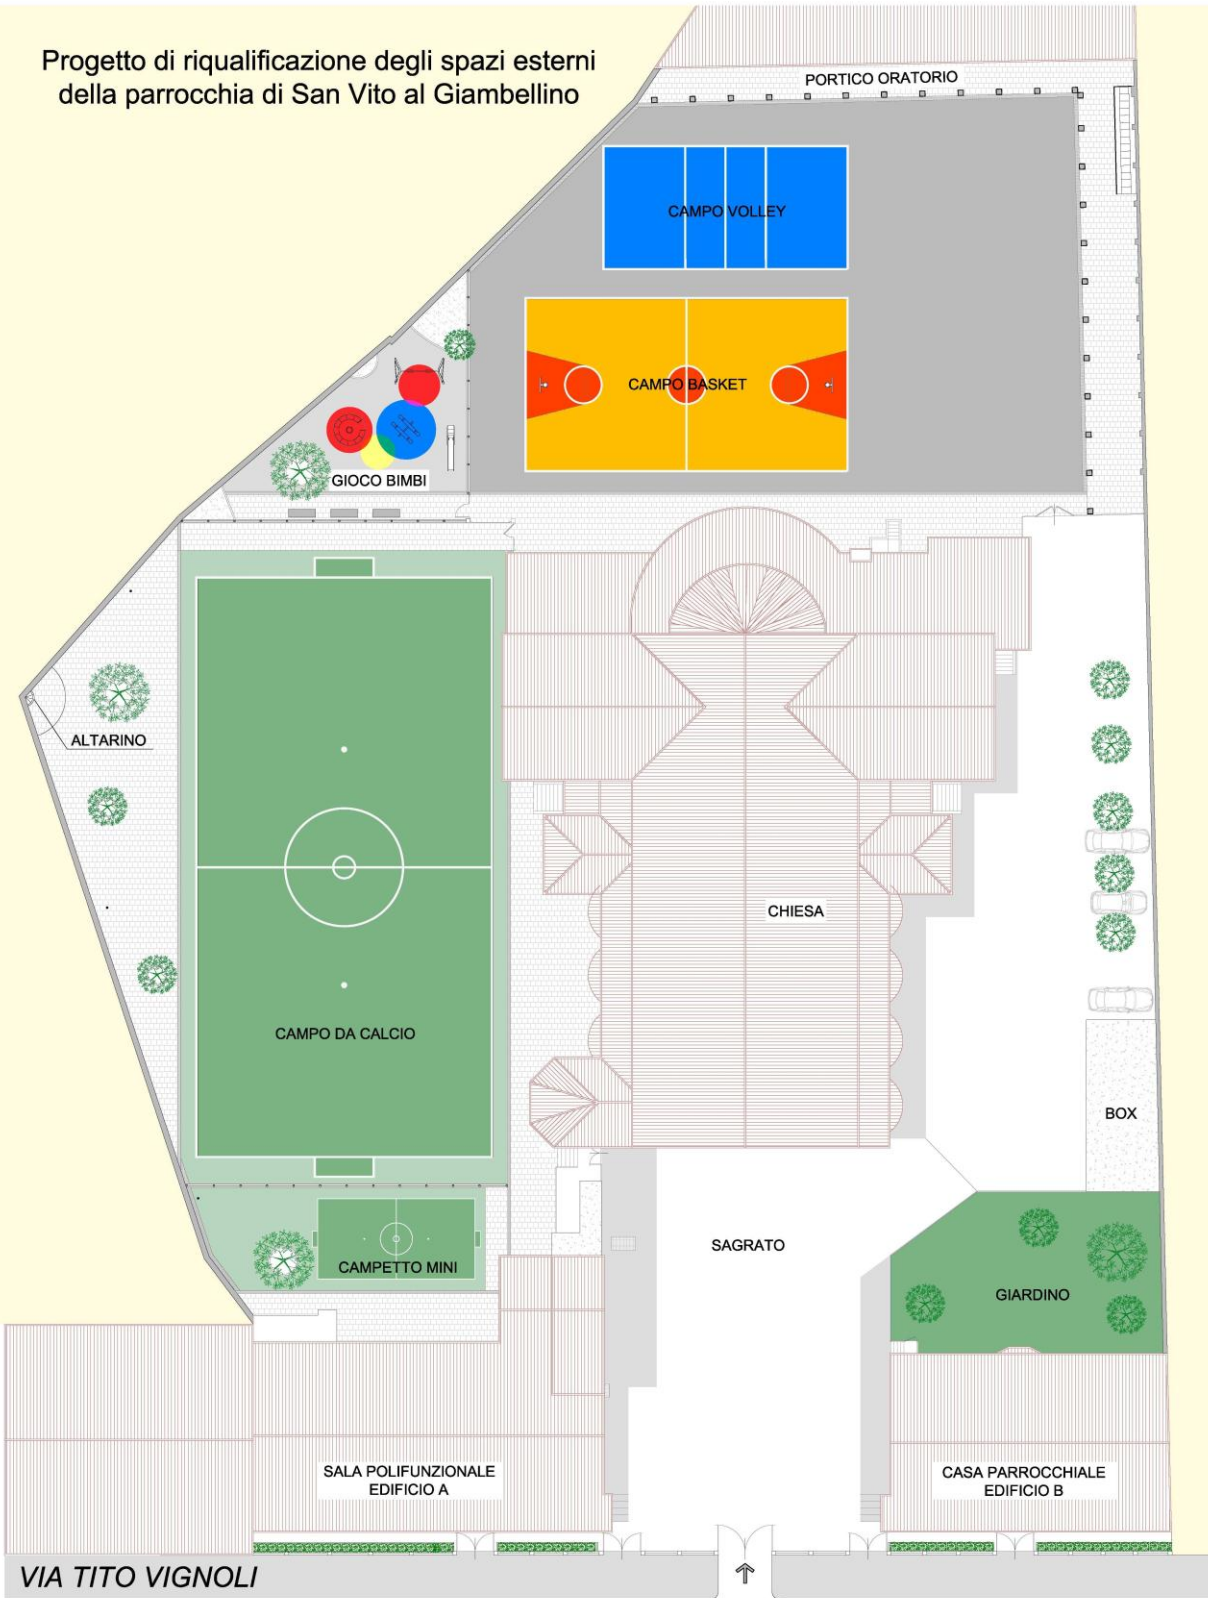 Progetto di riqualificazione degli spazi esterni
della parrocchia di San Vito al Giambellino
PORTICO ORATORIO
CAMPO VOLLEY
CAMPO BASKET
GIOCO BIMBI
ALTARINO
CHIESA
CAMPO DA CALCIO
BOX
SAGRATO
CAMPETTO MINI
GIARDINO
SALA POLIFUNZIONALE
EDIFICIO A
CASA PARROCCHIALE
EDIFICIO B
VIA TITO VIGNOLI